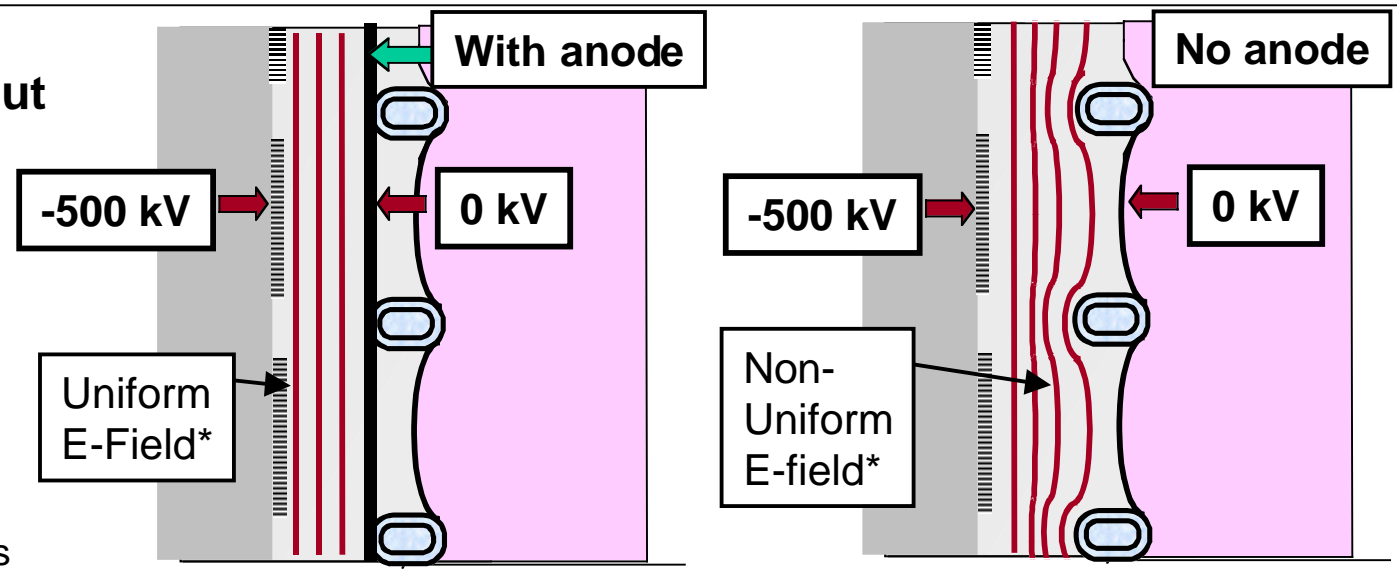 ut
With anode
-500 kV
0 kV
Uniform
E-Field*
s
No anode
-500 kV
0 kV
Non-
Uniform
E-field*